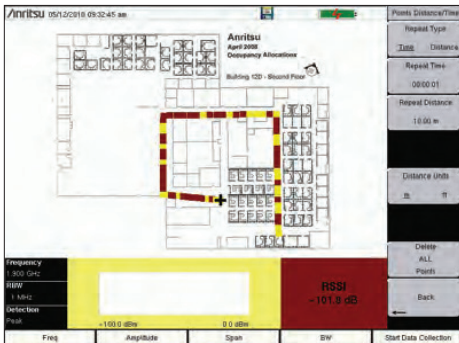 Anritsu 05/12/2010 09:32:45 am
Points Distance/Time
Repeat Type
Time Distance
Repeat Time
00:00:01
Repeat Distance
10.00 m
Distance Units
m ft
Delete
ALL
Points
Back
Anritsu
April 2008
Occupancy Allocations
Building 120 - Second Floor
Frequency
1.900 GHz
RBW
1 MHz
Detection
Peak
-100.0 dBm 0.0 dBm
RSSI
-101.9 dB
Freq Amplitude Span BW Start Data Collection